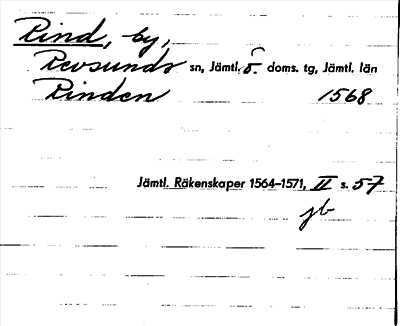 Rind, by,
Revsunds sn, Jämtl. ö. doms. tg, Jämtl. län
Rinden 1568
Jämtl. Räkenskaper 1564–1571, II s. 57
jb